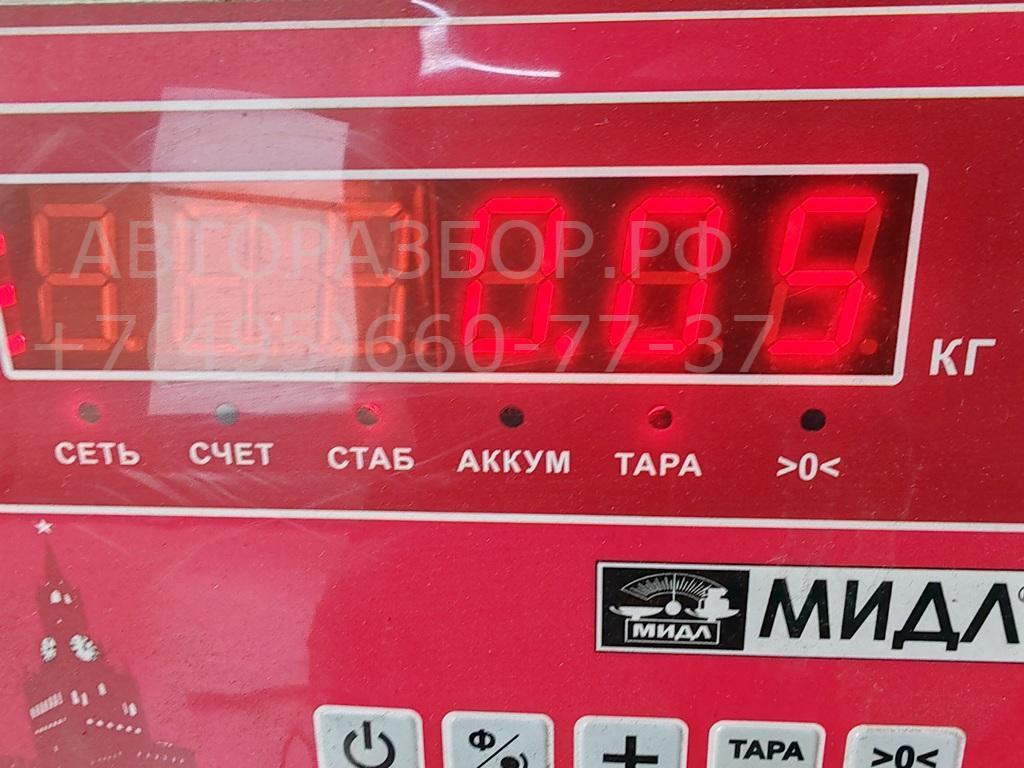 0.05
КГ
АВТОРАЗБОР.РФ
+7(495)660-77-37
СЕТЬ СЧЕТ СТАБ АККУМ ТАРА >0<
МИДЛ МИДЛ
Ф ТАРА >0<